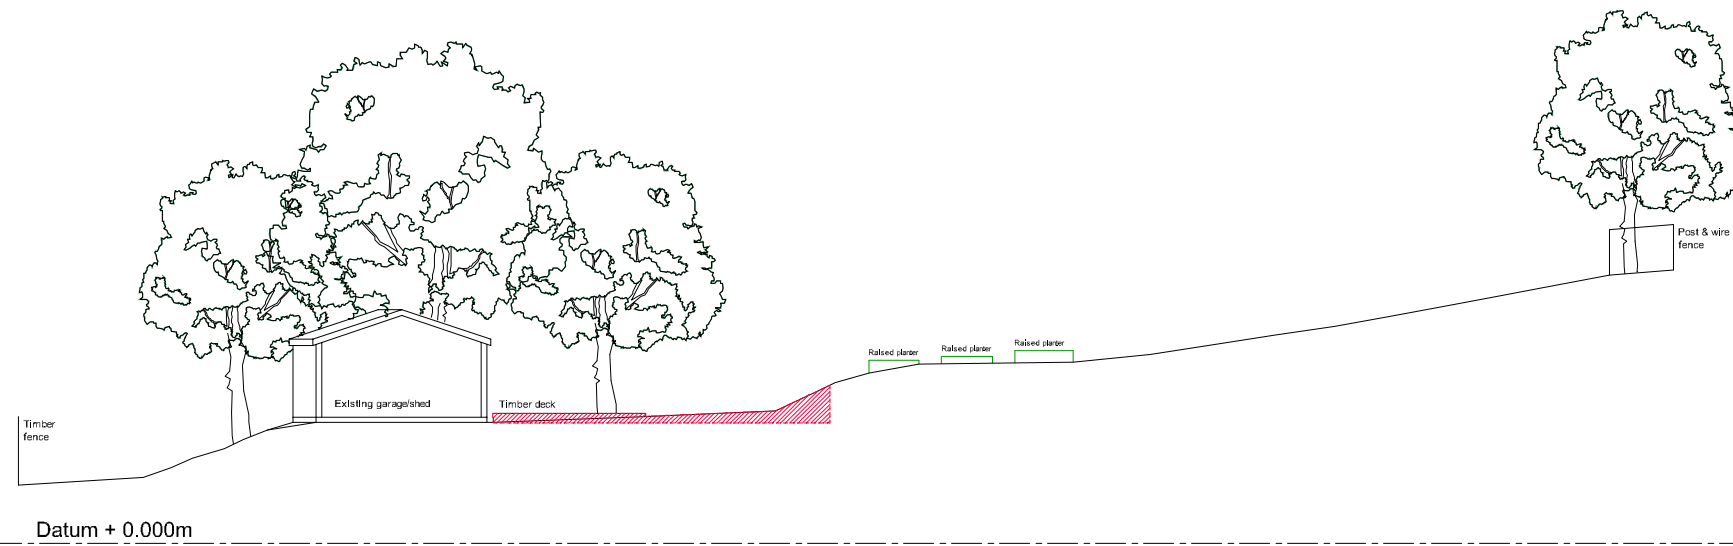 Post & wire
fence
Raised planter
Raised planter
Raised planter
Existing garage/shed
Timber deck
Timber
fence
Datum + 0.000m